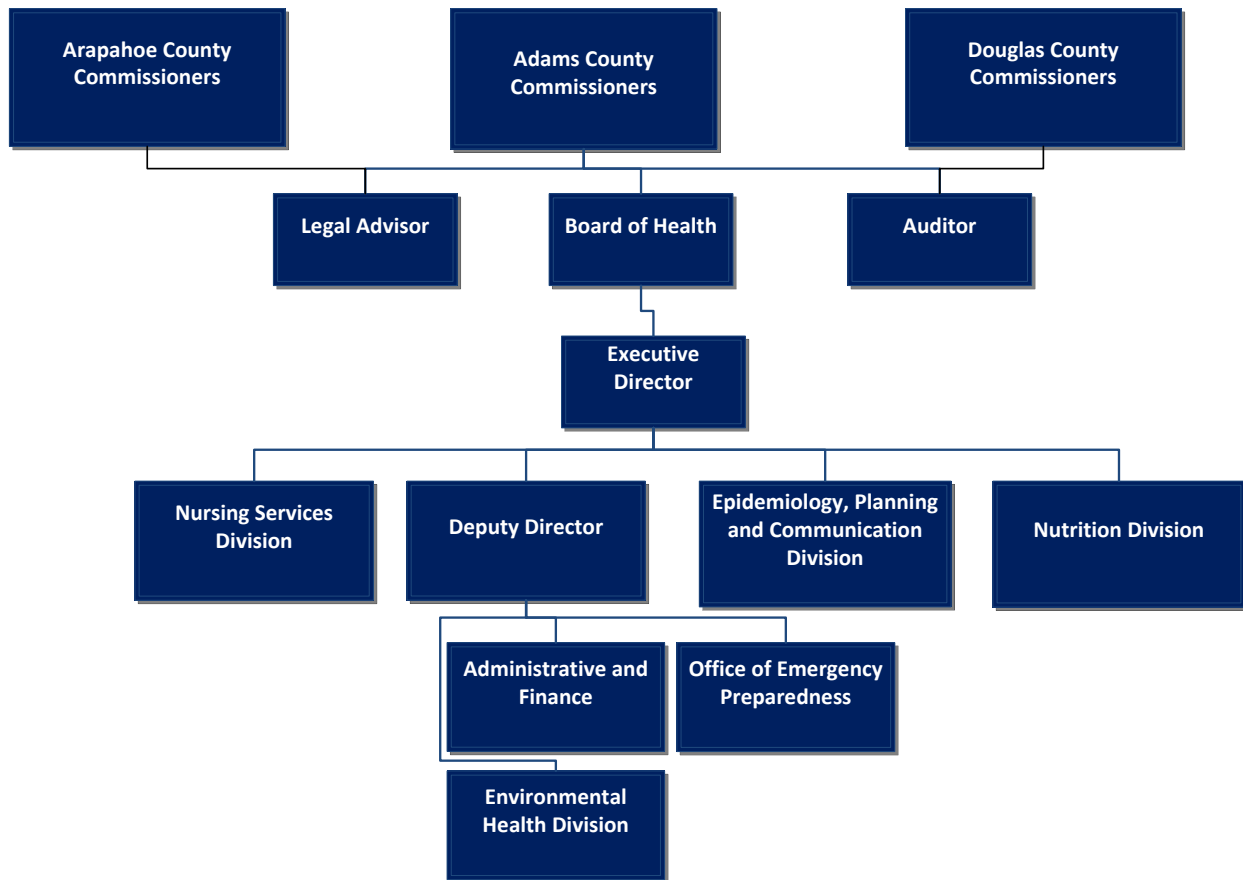 Arapahoe County
Commissioners
Adams County
Commissioners
Douglas County
Commissioners
Legal Advisor
Board of Health
Auditor
Executive
Director
Nursing Services
Division
Deputy Director
Epidemiology, Planning
and Communication
Division
Nutrition Division
Administrative and
Finance
Office of Emergency
Preparedness
Environmental
Health Division